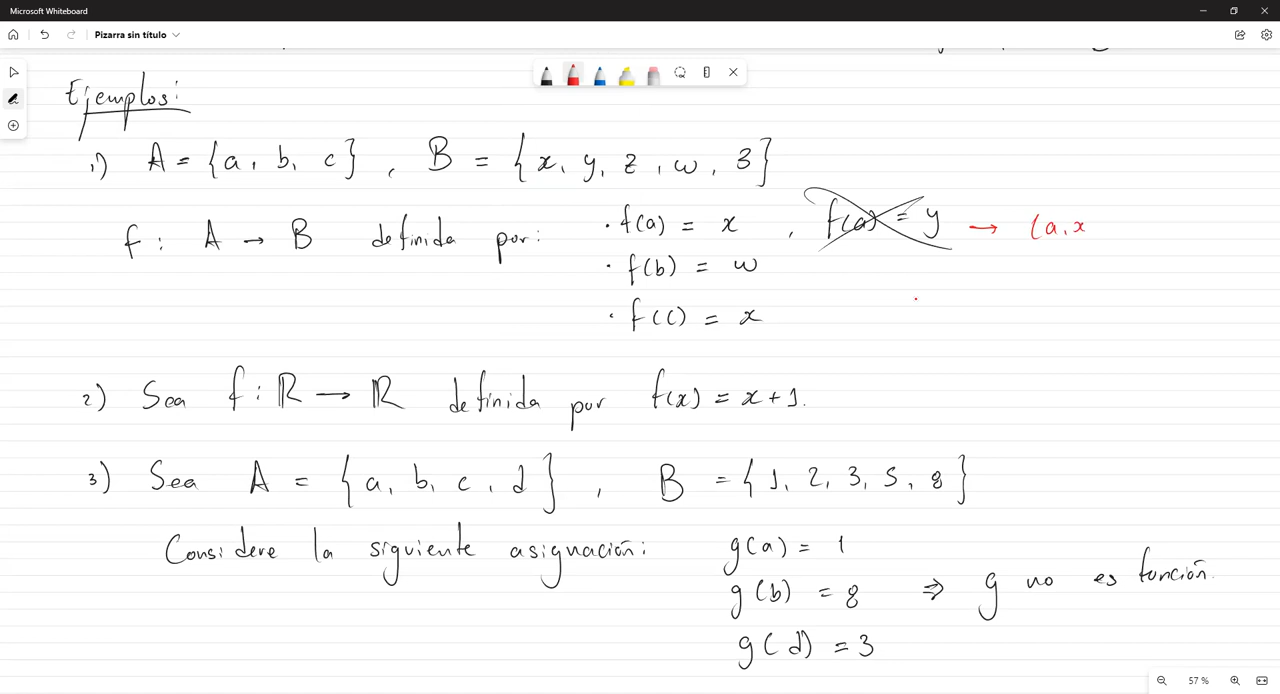 Microsoft Whiteboard
Pizarra sin título
Ejemplos:
1) A = {a, b, c} , B = {x, y, z, w, 3}
f : A → B definida por: · f(a) = x , f(a) = y → (a, x
· f(b) = w
· f(c) = x
2) Sea f : ℝ → ℝ definida por f(x) = x + 1.
3) Sea A = {a, b, c, d} , B = {1, 2, 3, 5, 8}
Considere la siguiente asignación: g(a) = 1
g(b) = 8 ⇒ g no es función.
g(d) = 3
57 %